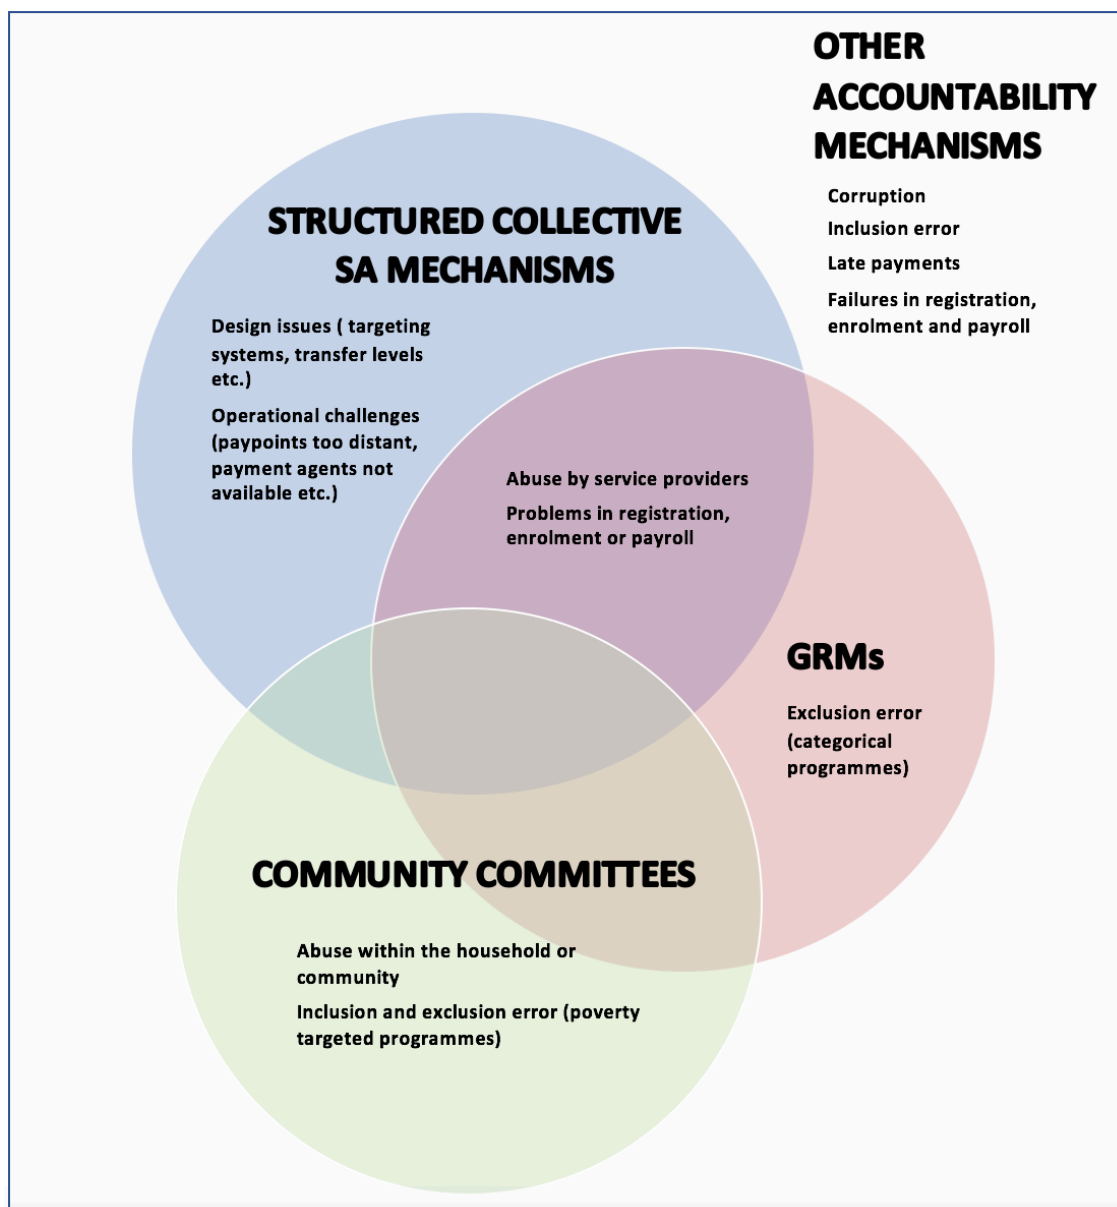 OTHER
ACCOUNTABILITY
MECHANISMS
Corruption
Inclusion error
Late payments
Failures in registration,
enrolment and payroll
STRUCTURED COLLECTIVE
SA MECHANISMS
Design issues ( targeting
systems, transfer levels
etc.)
Operational challenges
(paypoints too distant,
payment agents not
available etc.)
Abuse by service providers
Problems in registration,
enrolment or payroll
GRMs
Exclusion error
(categorical
programmes)
COMMUNITY COMMITTEES
Abuse within the household or
community
Inclusion and exclusion error (poverty
targeted programmes)